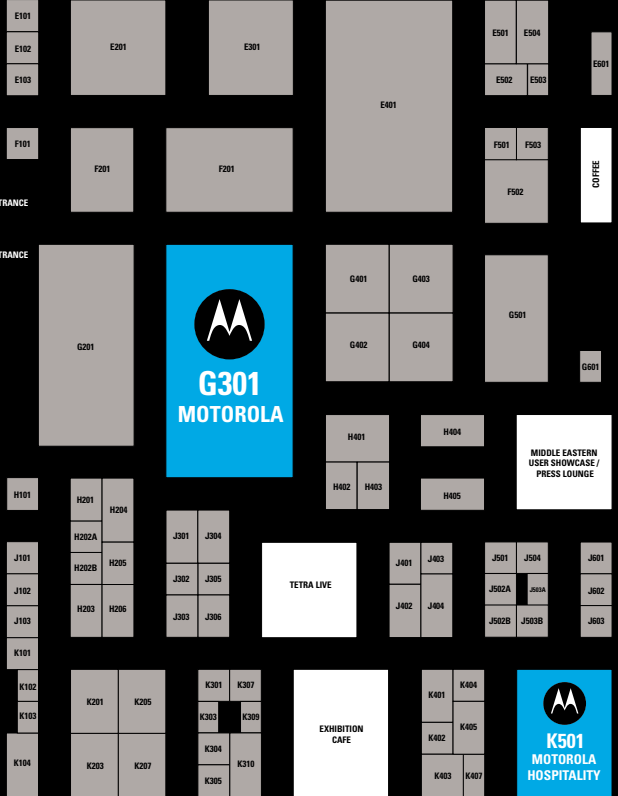 E101
E201
E301
E401
E501
E504
E601
E102
E103
E502
E503
F101
F201
F201
F501
F503
F502
COFFEE
TRANCE
TRANCE
G201
G301
MOTOROLA
G401
G403
G402
G404
G501
G601
H401
H402
H403
H404
H405
MIDDLE EASTERN
USER SHOWCASE /
PRESS LOUNGE
H101
H201
H204
H202A
H202B
H205
H203
H206
J101
J102
J103
J301
J304
J302
J305
J303
J306
TETRA LIVE
J401
J403
J402
J404
J501
J504
J502A
J503A
J502B
J503B
J601
J602
J603
K101
K102
K103
K104
K201
K205
K203
K207
K301
K307
K303
K309
K304
K310
K305
EXHIBITION
CAFE
K401
K404
K405
K402
K403
K407
K501
MOTOROLA
HOSPITALITY